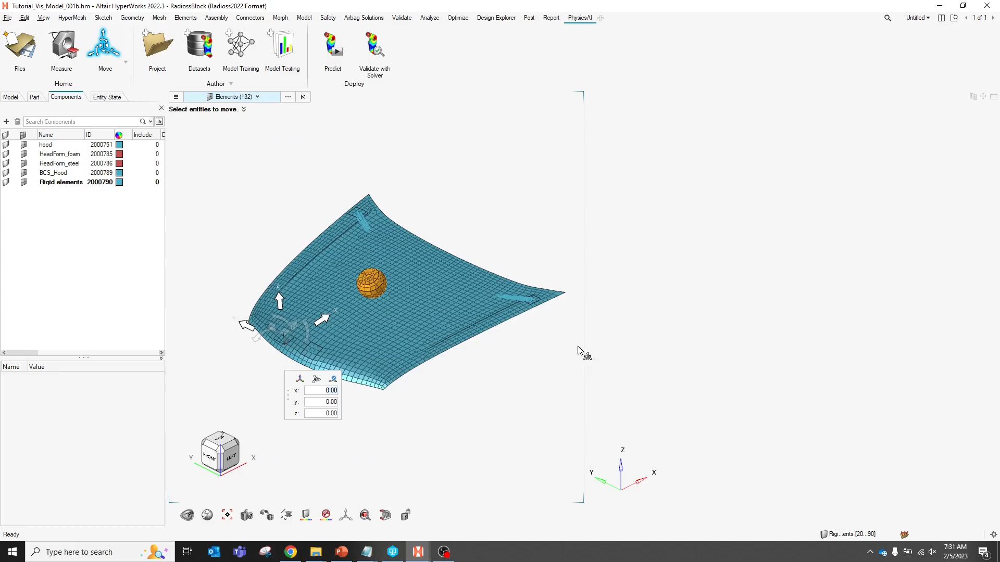 Tutorial_Vis_Model_001b.hm - Altair HyperWorks 2022.3 - RadiossBlock (Radioss2022 Format)
File Edit View HyperMesh Sketch Geometry Mesh Elements Assembly Connectors Morph Model Safety Airbag Solutions Validate Analyze Optimize Design Explorer Post Report PhysicsAI Untitled 1 of 1
Files Measure Move Project Datasets Model Training Model Testing Predict Validate with Solver
Home Author Deploy
Model Part Components Entity State Elements (132)
Select entities to move.
Search Components
Name ID Include
hood 2000751 0
HeadForm_foam 2000785 0
HeadForm_steel 2000786 0
BCS_Hood 2000789 0
Rigid elements 2000790 0
Z
X
Y
Name Value
x: 0.00
y: 0.00
z: 0.00
TOP
FRONT LEFT
Y X
Z
Y X
Ready
Rigi...ents [20...90]
Type here to search
7:31 AM
2/5/2023
4